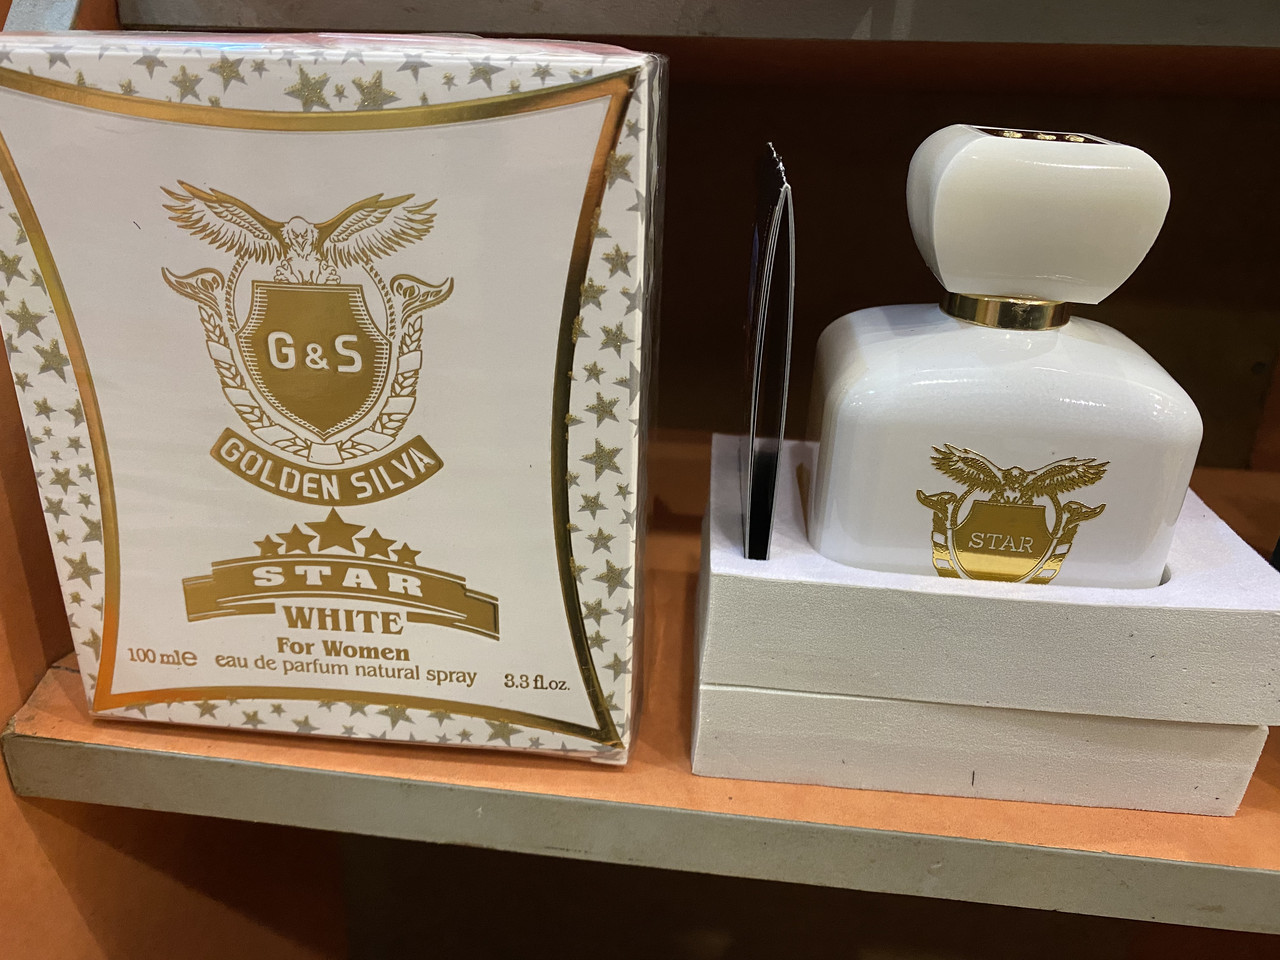 G & S
GOLDEN SILVA
STAR
WHITE
For Women
100 ml e eau de parfum natural spray 3.3 fl.oz.
STAR